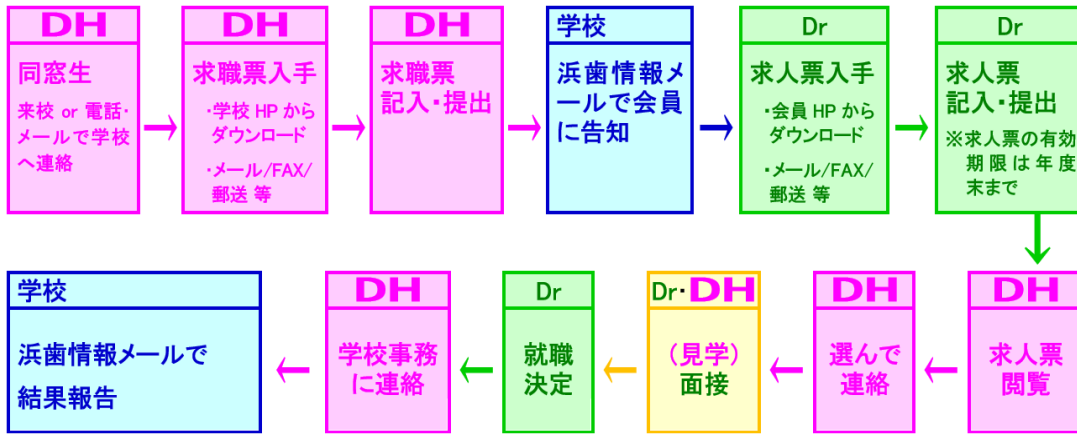 DH
同窓生
来校 or 電話・
メールで学校
へ連絡
DH
求職票入手
・学校 HP から
ダウンロード
・メール/FAX/
郵送 等
DH
求職票
記入・提出
学校
浜歯情報メ
ールで会員
に告知
Dr
求人票入手
・会員 HP から
ダウンロード
・メール/FAX/
郵送 等
Dr
求人票
記入・提出
※求人票の有効
期限は年度
末まで
DH
求人票
閲覧
DH
選んで
連絡
Dr・DH
（見学）
面接
Dr
就職
決定
DH
学校事務
に連絡
学校
浜歯情報メールで
結果報告